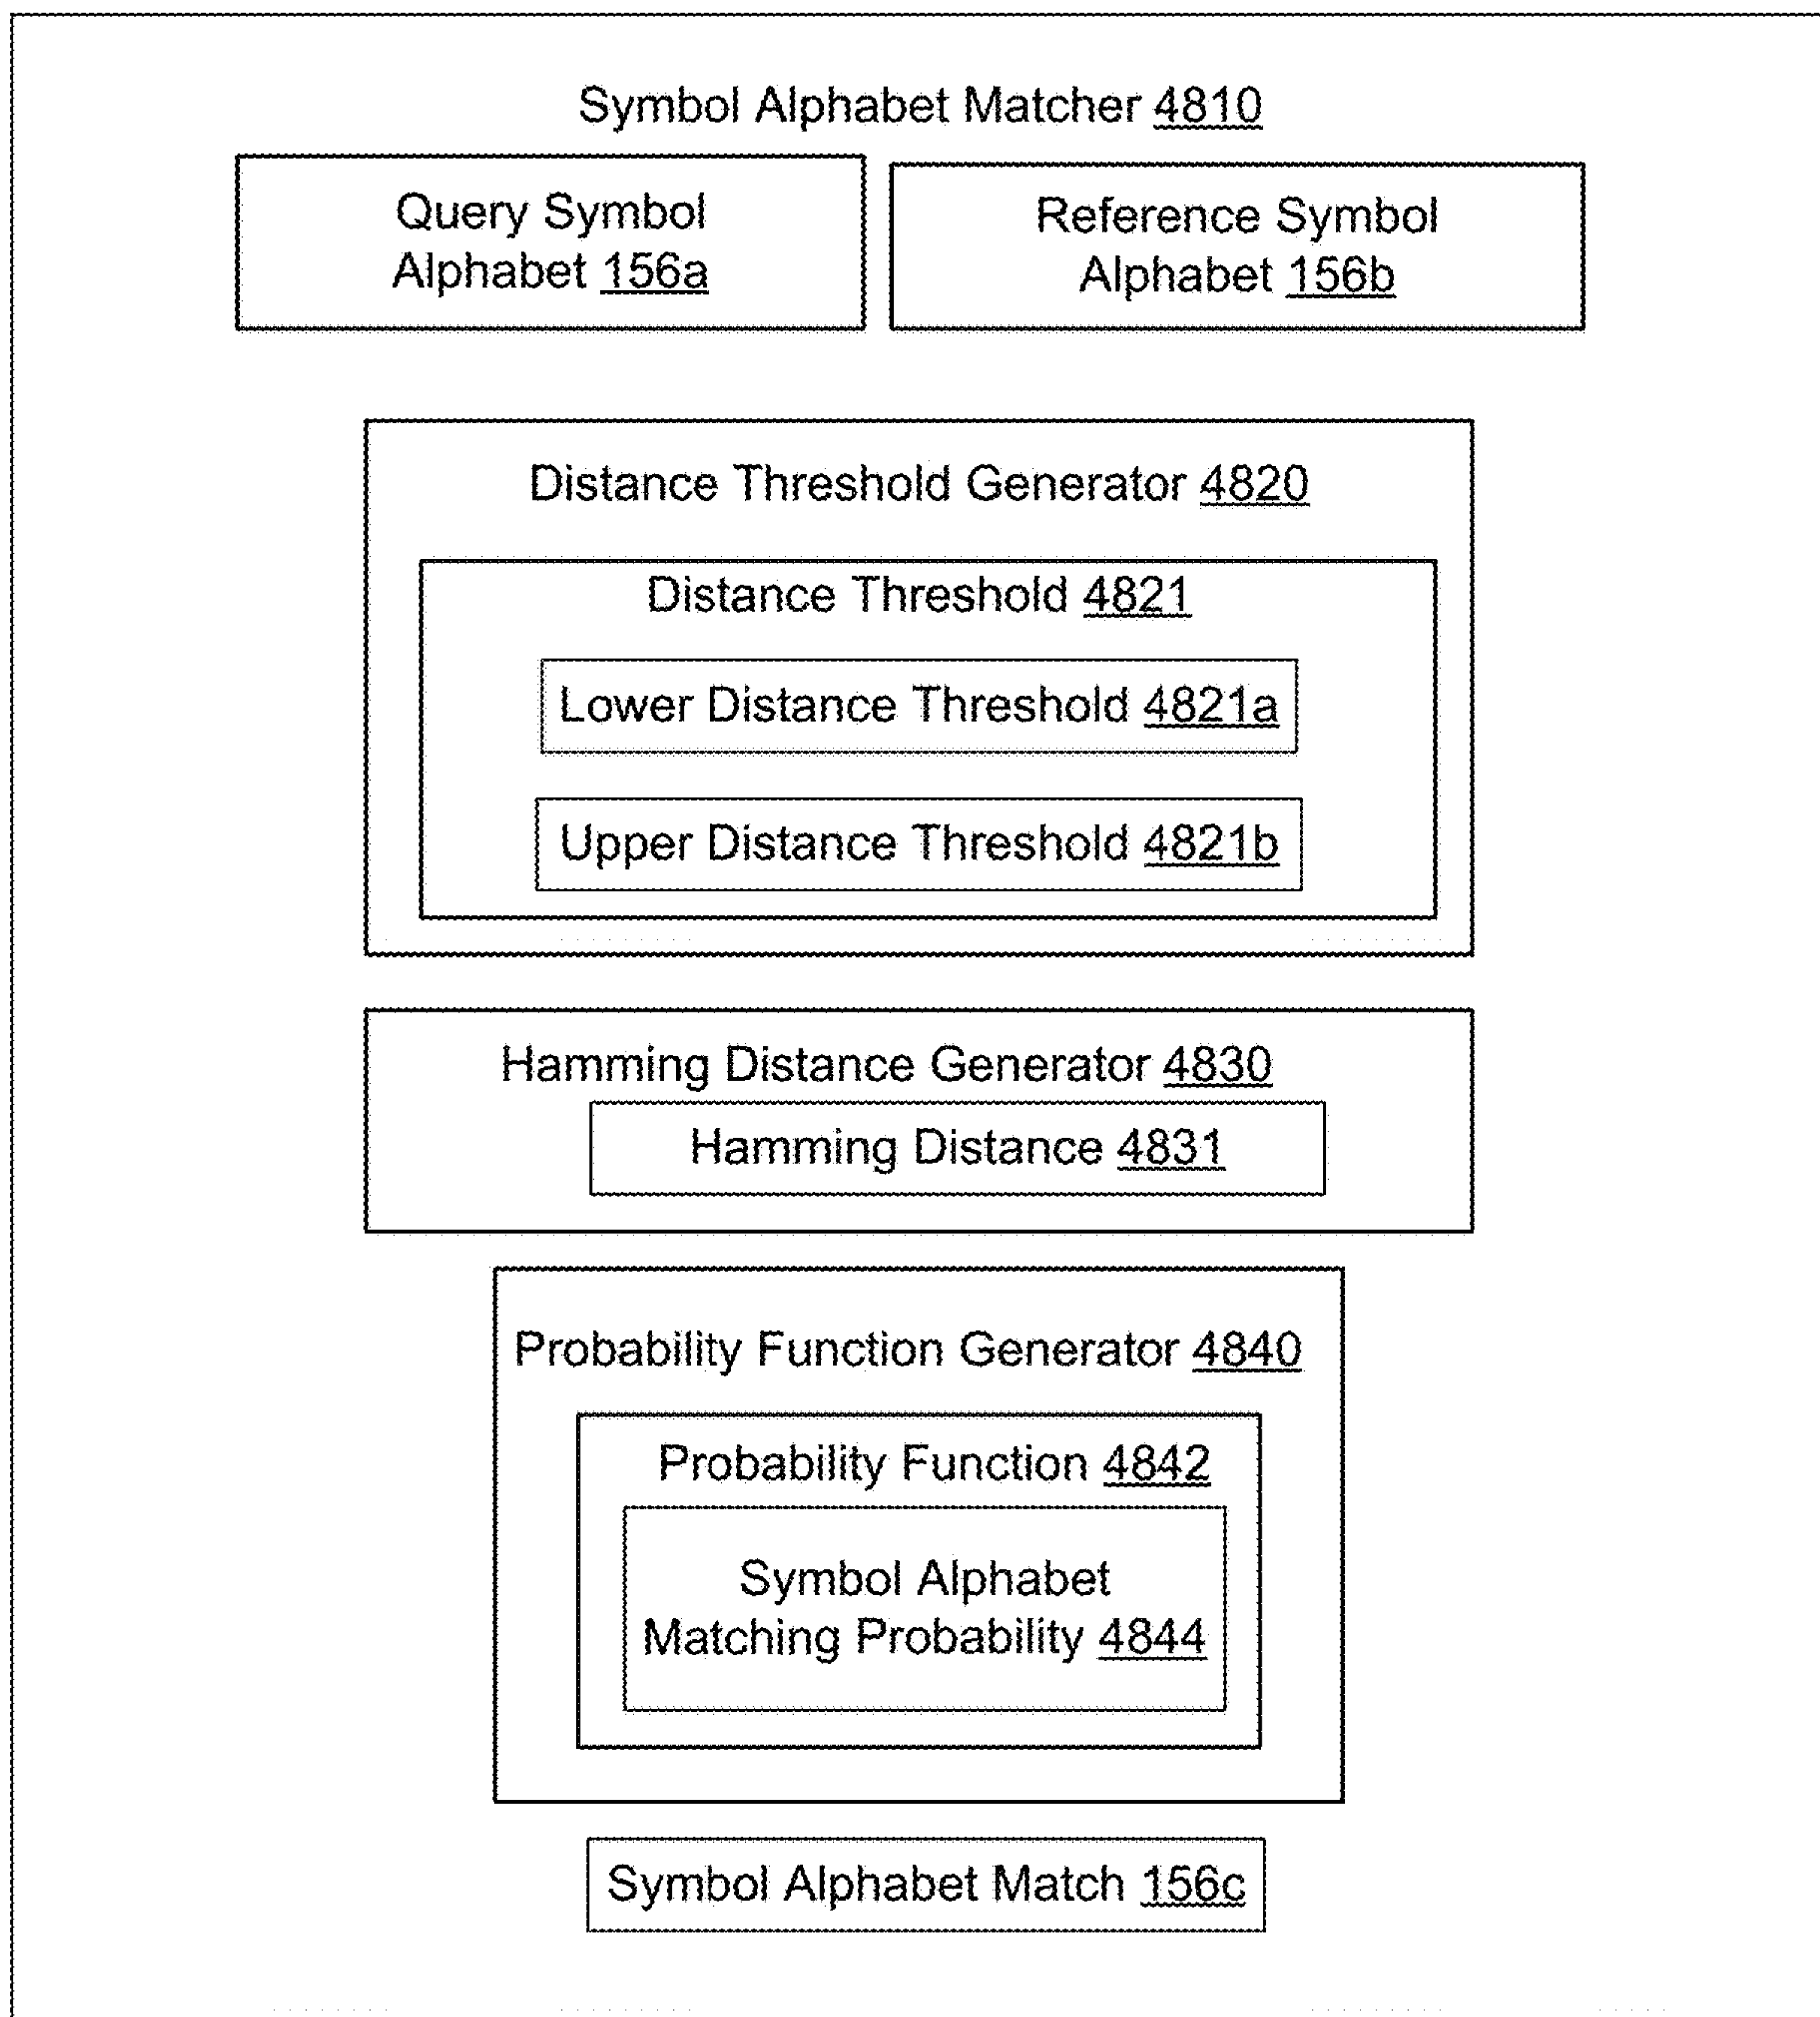 Symbol Alphabet Matcher 4810
Query Symbol
Alphabet 156a
Reference Symbol
Alphabet 156b
Distance Threshold Generator 4820
Distance Threshold 4821
Lower Distance Threshold 4821a
Upper Distance Threshold 4821b
Hamming Distance Generator 4830
Hamming Distance 4831
Probability Function Generator 4840
Probability Function 4842
Symbol Alphabet
Matching Probability 4844
Symbol Alphabet Match 156c